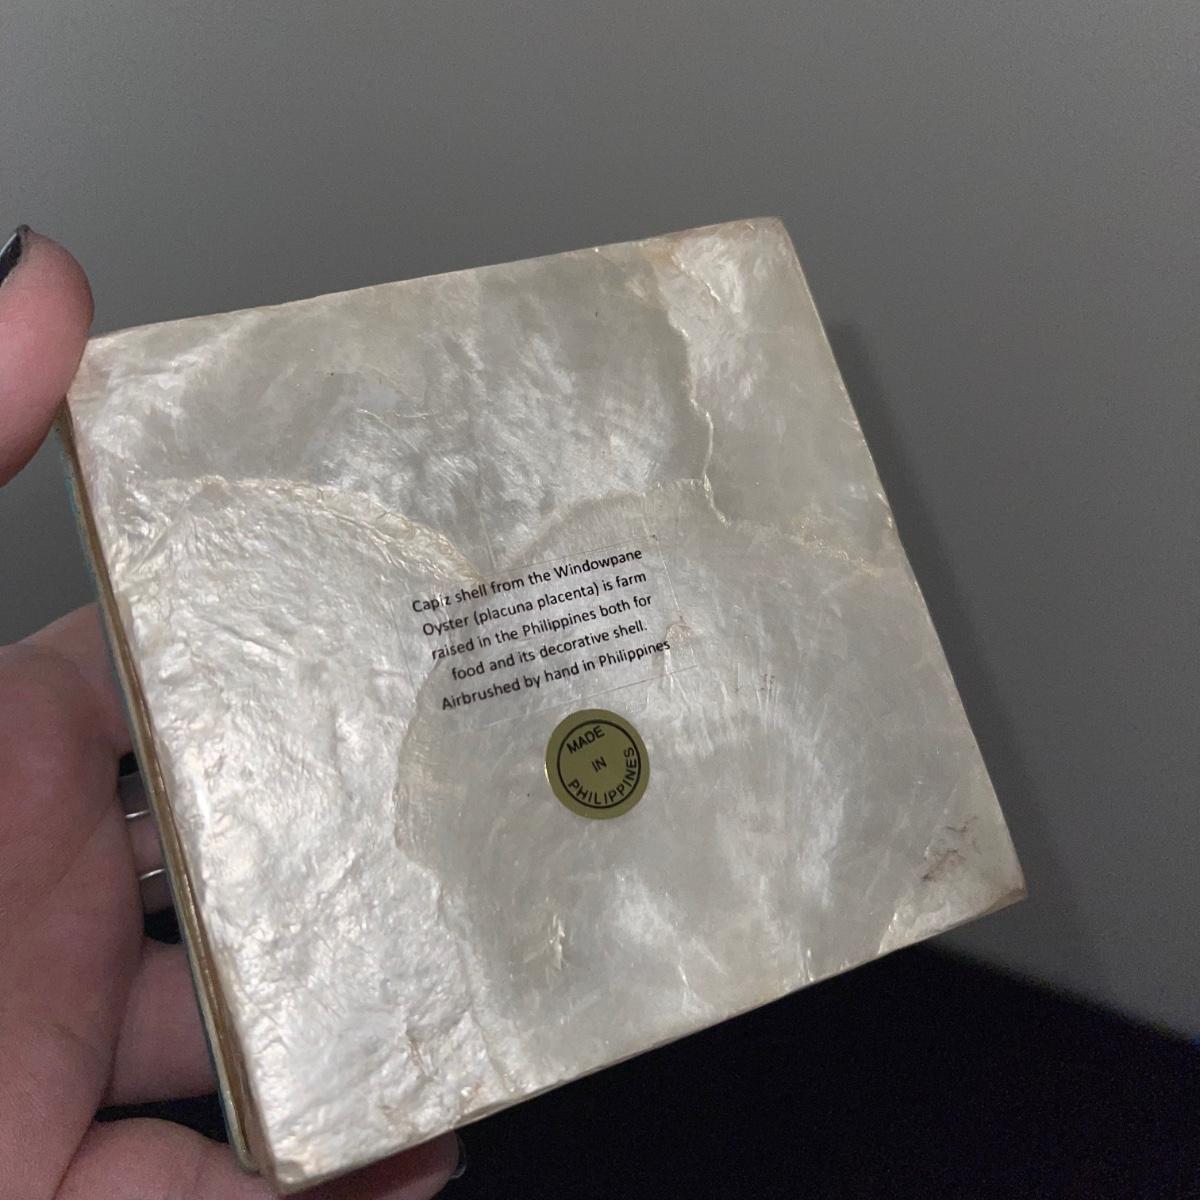 Capiz shell from the Windowpane
Oyster (placuna placenta) is farm
raised in the Philippines both for
food and its decorative shell.
Airbrushed by hand in Philippines
MADE
IN
PHILIPPINES